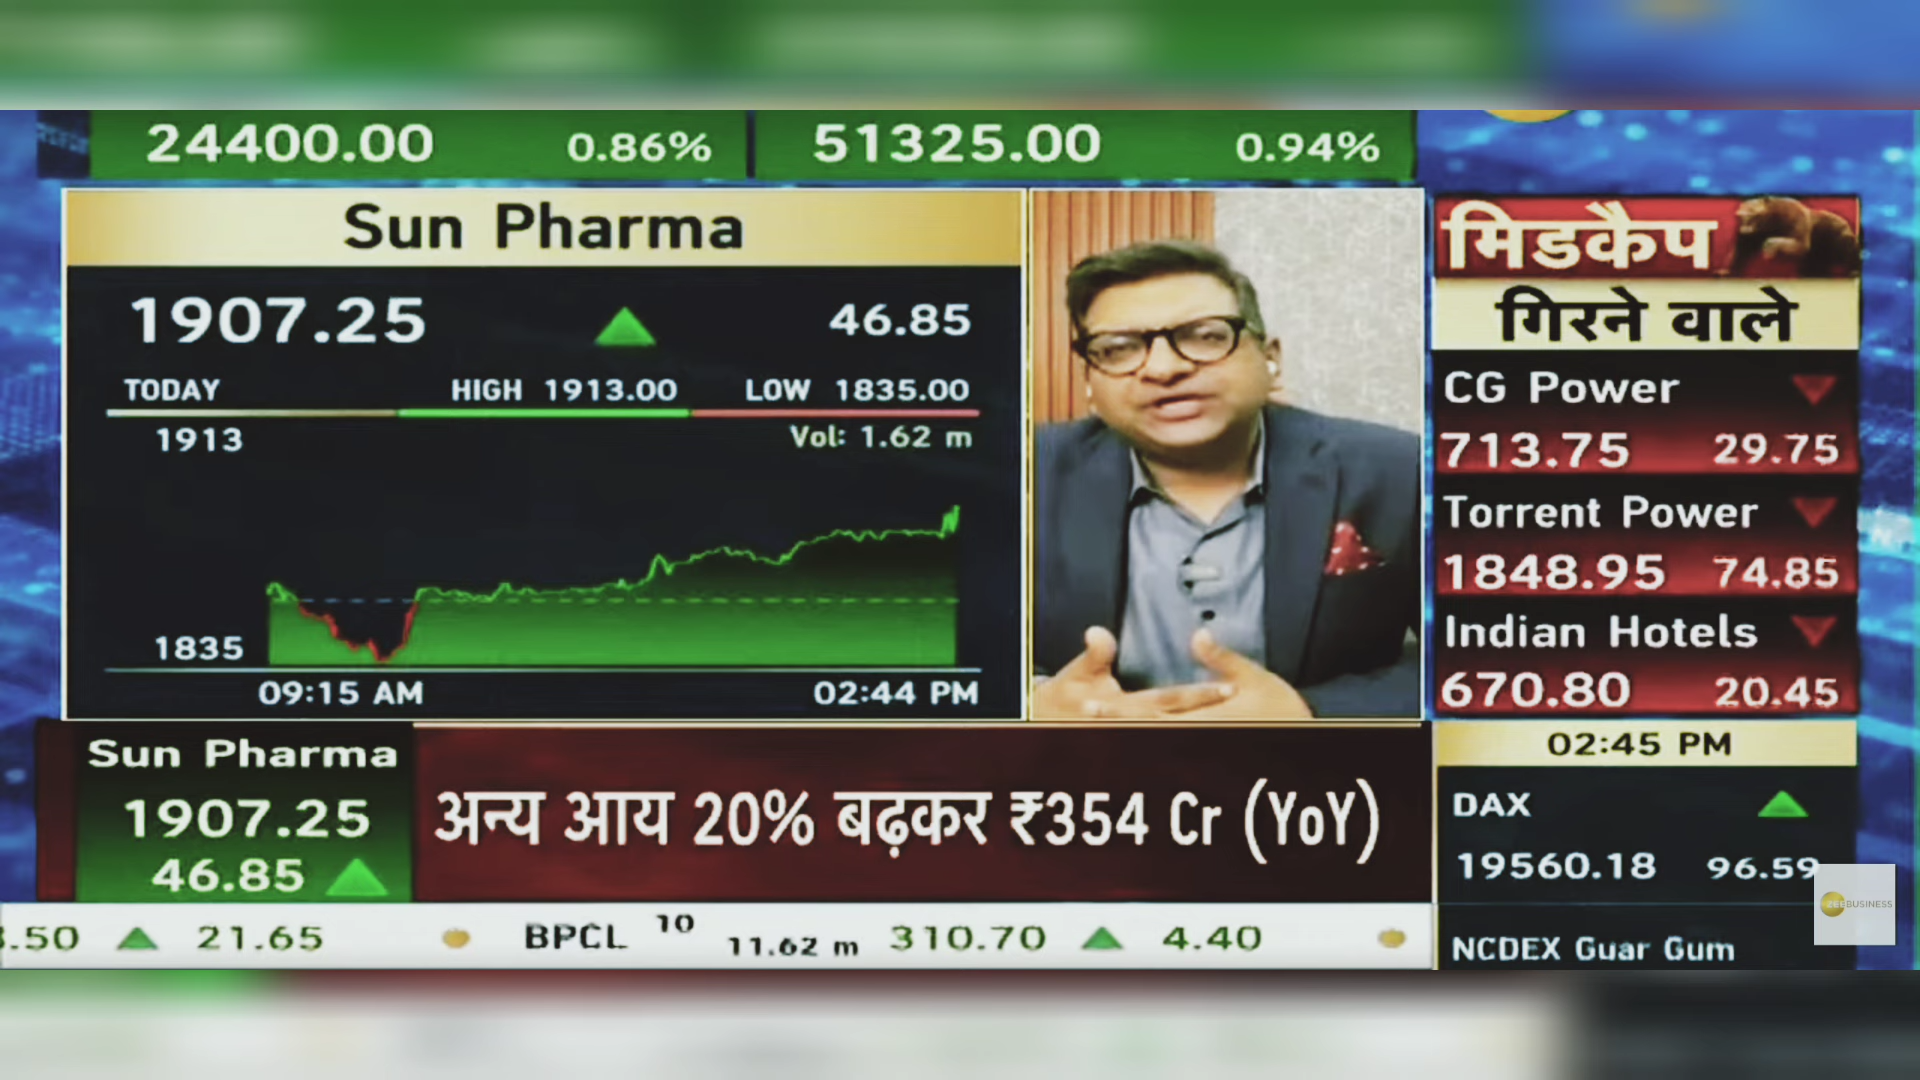 24400.00 0.86% 51325.00 0.94%
Sun Pharma
1907.25 46.85
TODAY HIGH 1913.00 LOW 1835.00
1913 Vol: 1.62 m
1835
09:15 AM 02:44 PM
मिडकैप
गिरने वाले
CG Power
713.75 29.75
Torrent Power
1848.95 74.85
Indian Hotels
670.80 20.45
Sun Pharma
1907.25
46.85
अन्य आय 20% बढ़कर ₹354 Cr (YoY)
02:45 PM
DAX
19560.18 96.59
NCDEX Guar Gum
ZEEBUSINESS
.50 21.65 BPCL 10 11.62 m 310.70 4.40